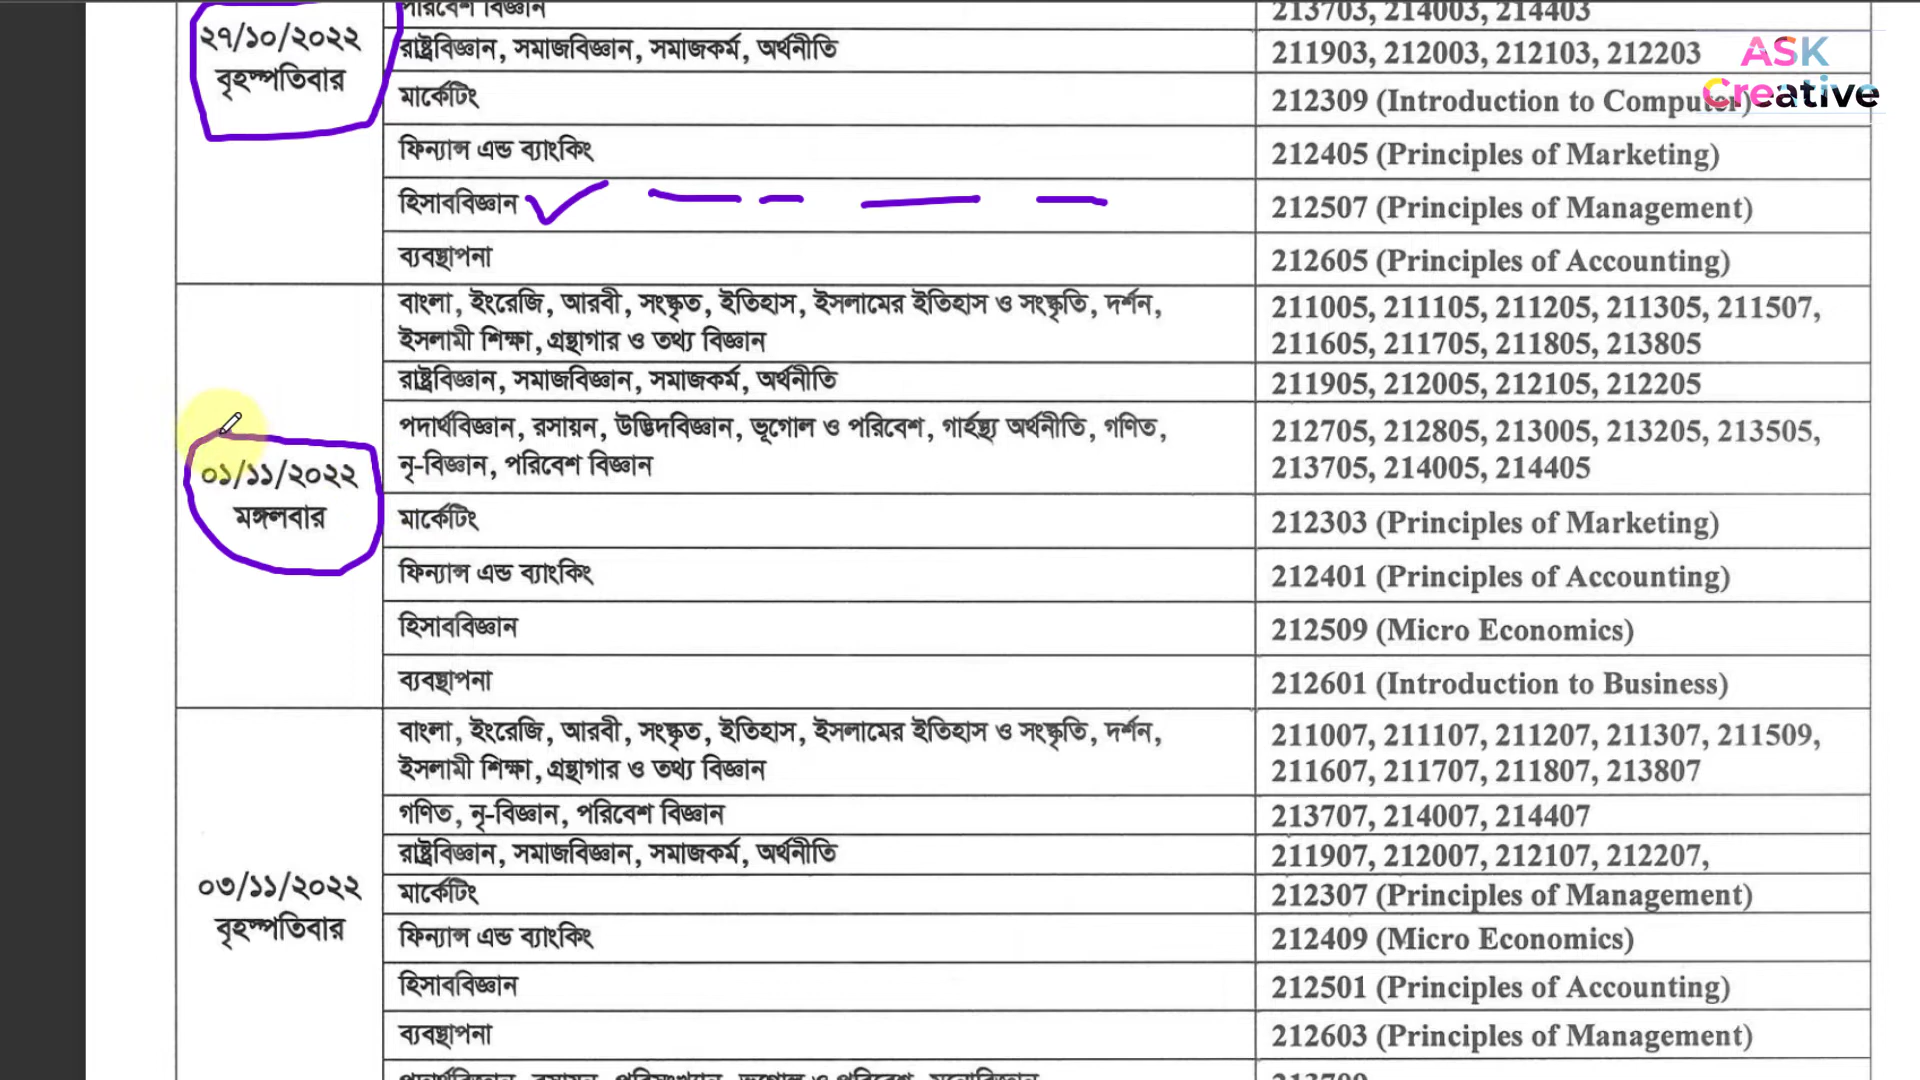 পরিবেশ বিজ্ঞান
213703, 214003, 214403
২৭/১০/২০২২
বৃহস্পতিবার
রাষ্ট্রবিজ্ঞান, সমাজবিজ্ঞান, সমাজকর্ম, অর্থনীতি
211903, 212003, 212103, 212203
মার্কেটিং
212309 (Introduction to Computer)
ASK
Creative
ফিন্যান্স এন্ড ব্যাংকিং
212405 (Principles of Marketing)
হিসাববিজ্ঞান
212507 (Principles of Management)
ব্যবস্থাপনা
212605 (Principles of Accounting)
০১/১১/২০২২
মঙ্গলবার
বাংলা, ইংরেজি, আরবী, সংস্কৃত, ইতিহাস, ইসলামের ইতিহাস ও সংস্কৃতি, দর্শন,
ইসলামী শিক্ষা, গ্রন্থাগার ও তথ্য বিজ্ঞান
211005, 211105, 211205, 211305, 211507,
211605, 211705, 211805, 213805
রাষ্ট্রবিজ্ঞান, সমাজবিজ্ঞান, সমাজকর্ম, অর্থনীতি
211905, 212005, 212105, 212205
পদার্থবিজ্ঞান, রসায়ন, উদ্ভিদবিজ্ঞান, ভূগোল ও পরিবেশ, গার্হস্থ্য অর্থনীতি, গণিত,
নৃ-বিজ্ঞান, পরিবেশ বিজ্ঞান
212705, 212805, 213005, 213205, 213505,
213705, 214005, 214405
মার্কেটিং
212303 (Principles of Marketing)
ফিন্যান্স এন্ড ব্যাংকিং
212401 (Principles of Accounting)
হিসাববিজ্ঞান
212509 (Micro Economics)
ব্যবস্থাপনা
212601 (Introduction to Business)
০৩/১১/২০২২
বৃহস্পতিবার
বাংলা, ইংরেজি, আরবী, সংস্কৃত, ইতিহাস, ইসলামের ইতিহাস ও সংস্কৃতি, দর্শন,
ইসলামী শিক্ষা, গ্রন্থাগার ও তথ্য বিজ্ঞান
211007, 211107, 211207, 211307, 211509,
211607, 211707, 211807, 213807
গণিত, নৃ-বিজ্ঞান, পরিবেশ বিজ্ঞান
213707, 214007, 214407
রাষ্ট্রবিজ্ঞান, সমাজবিজ্ঞান, সমাজকর্ম, অর্থনীতি
211907, 212007, 212107, 212207,
মার্কেটিং
212307 (Principles of Management)
ফিন্যান্স এন্ড ব্যাংকিং
212409 (Micro Economics)
হিসাববিজ্ঞান
212501 (Principles of Accounting)
ব্যবস্থাপনা
212603 (Principles of Management)
পদার্থবিজ্ঞান, রসায়ন, পরিসংখ্যান, ভূগোল ও পরিবেশ, মনোবিজ্ঞান